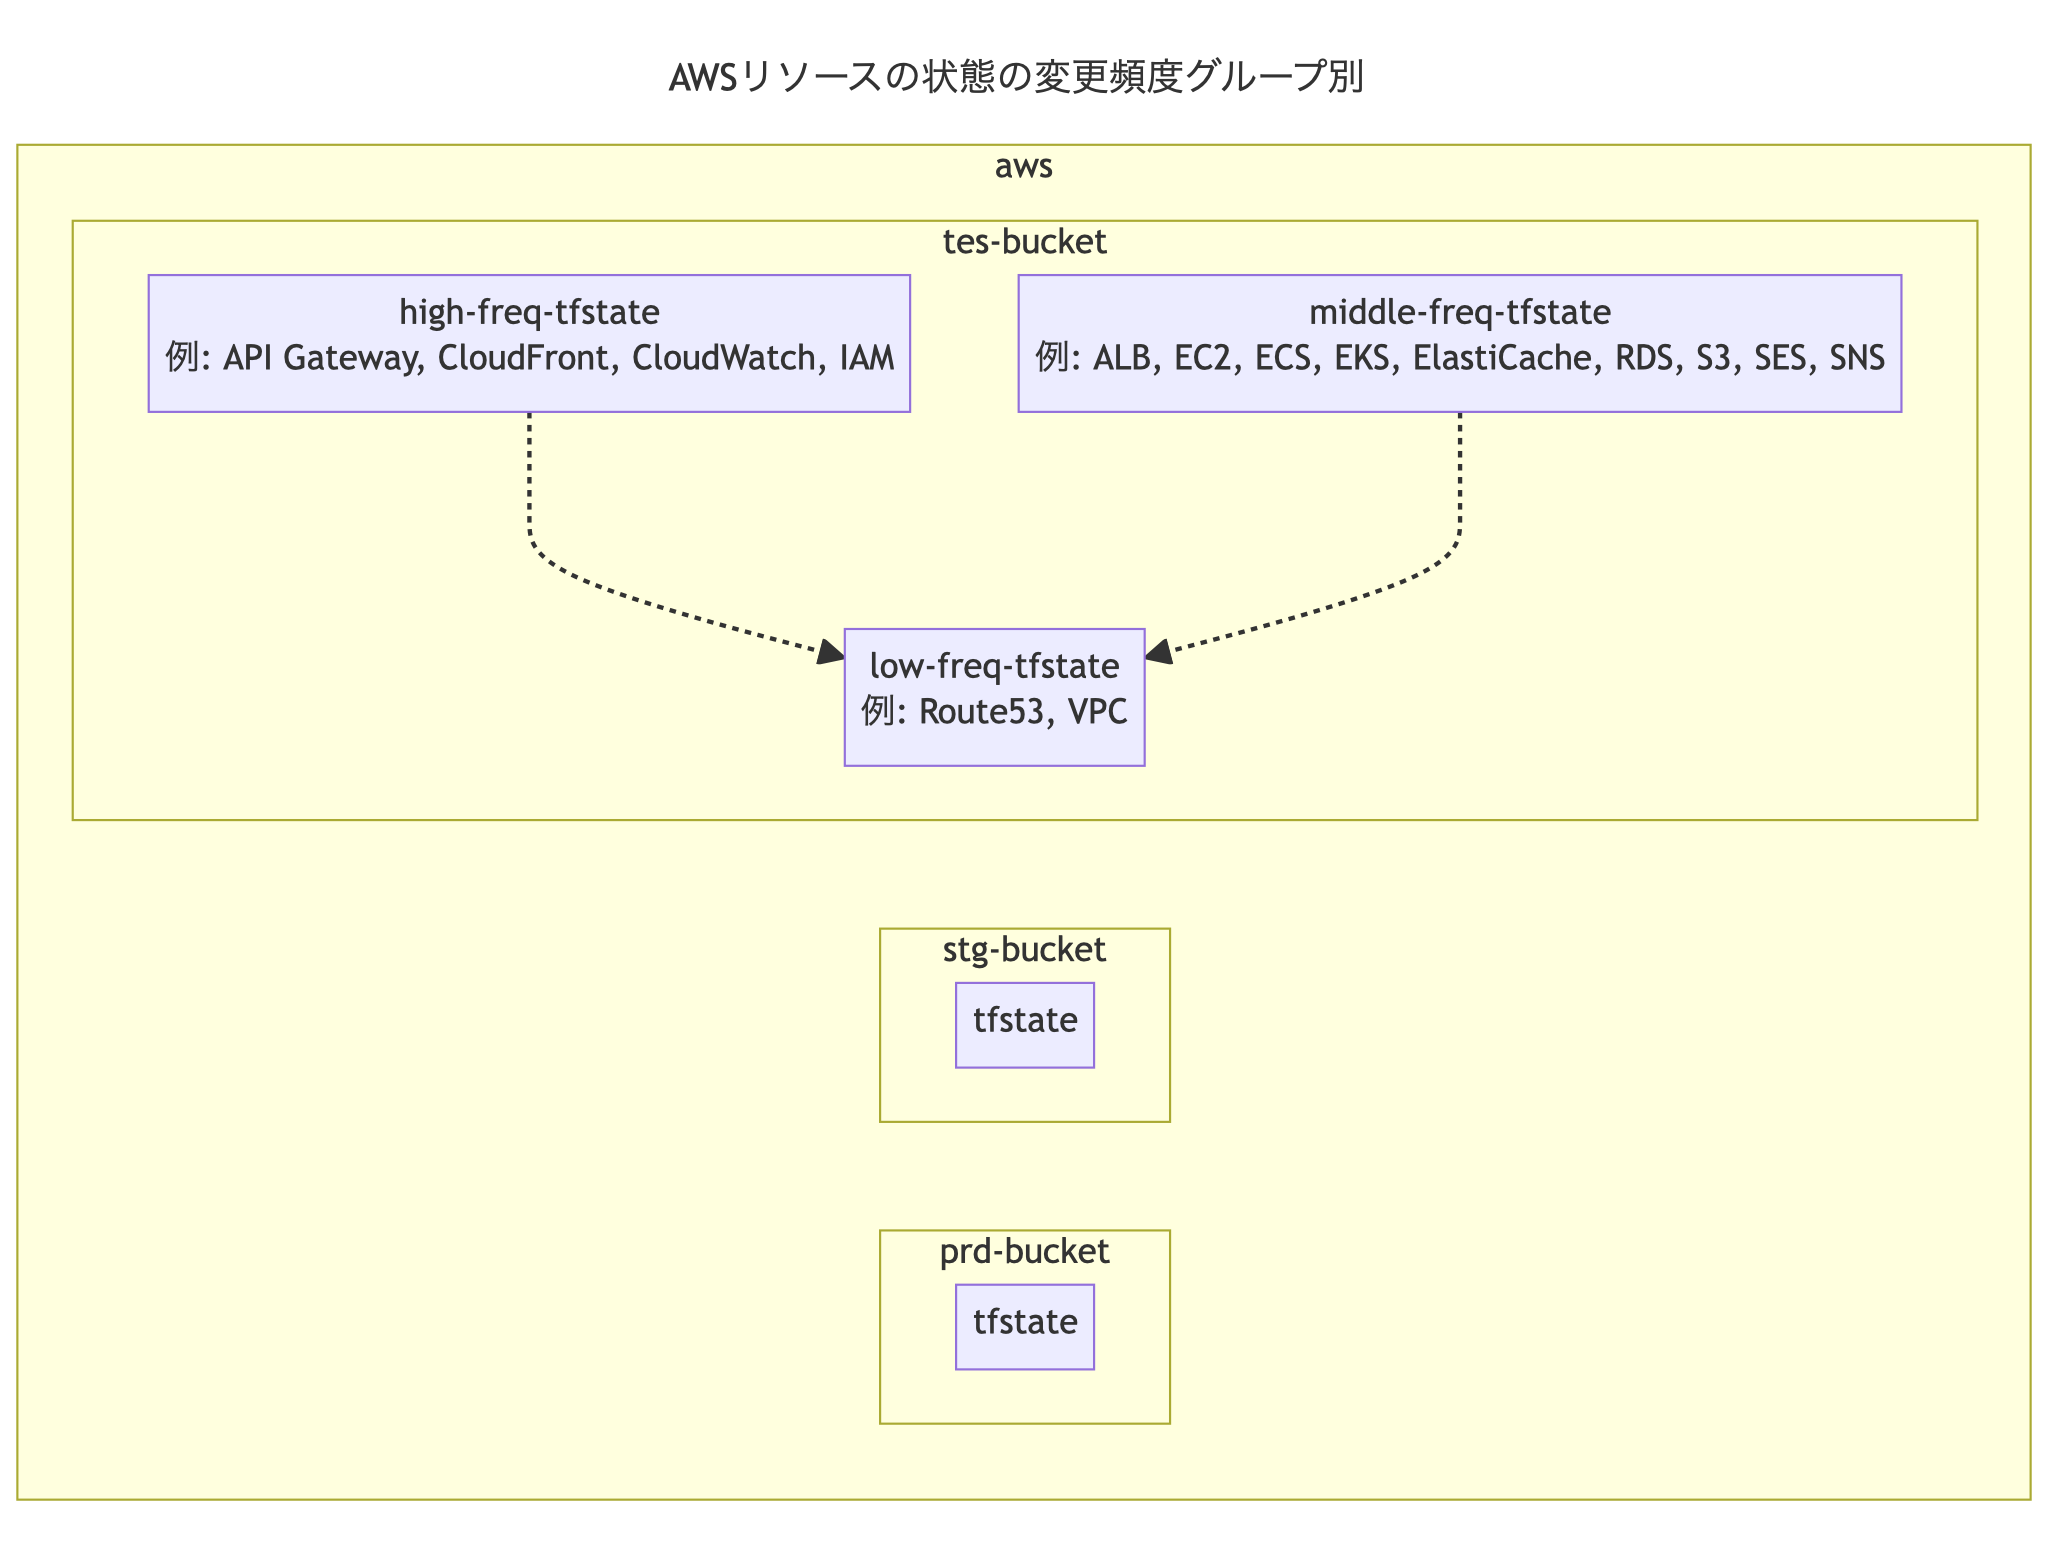 AWSリソースの状態の変更頻度グループ別
aws
tes-bucket
high-freq-tfstate
例: API Gateway, CloudFront, CloudWatch, IAM
middle-freq-tfstate
例: ALB, EC2, ECS, EKS, ElastiCache, RDS, S3, SES, SNS
low-freq-tfstate
例: Route53, VPC
stg-bucket
tfstate
prd-bucket
tfstate